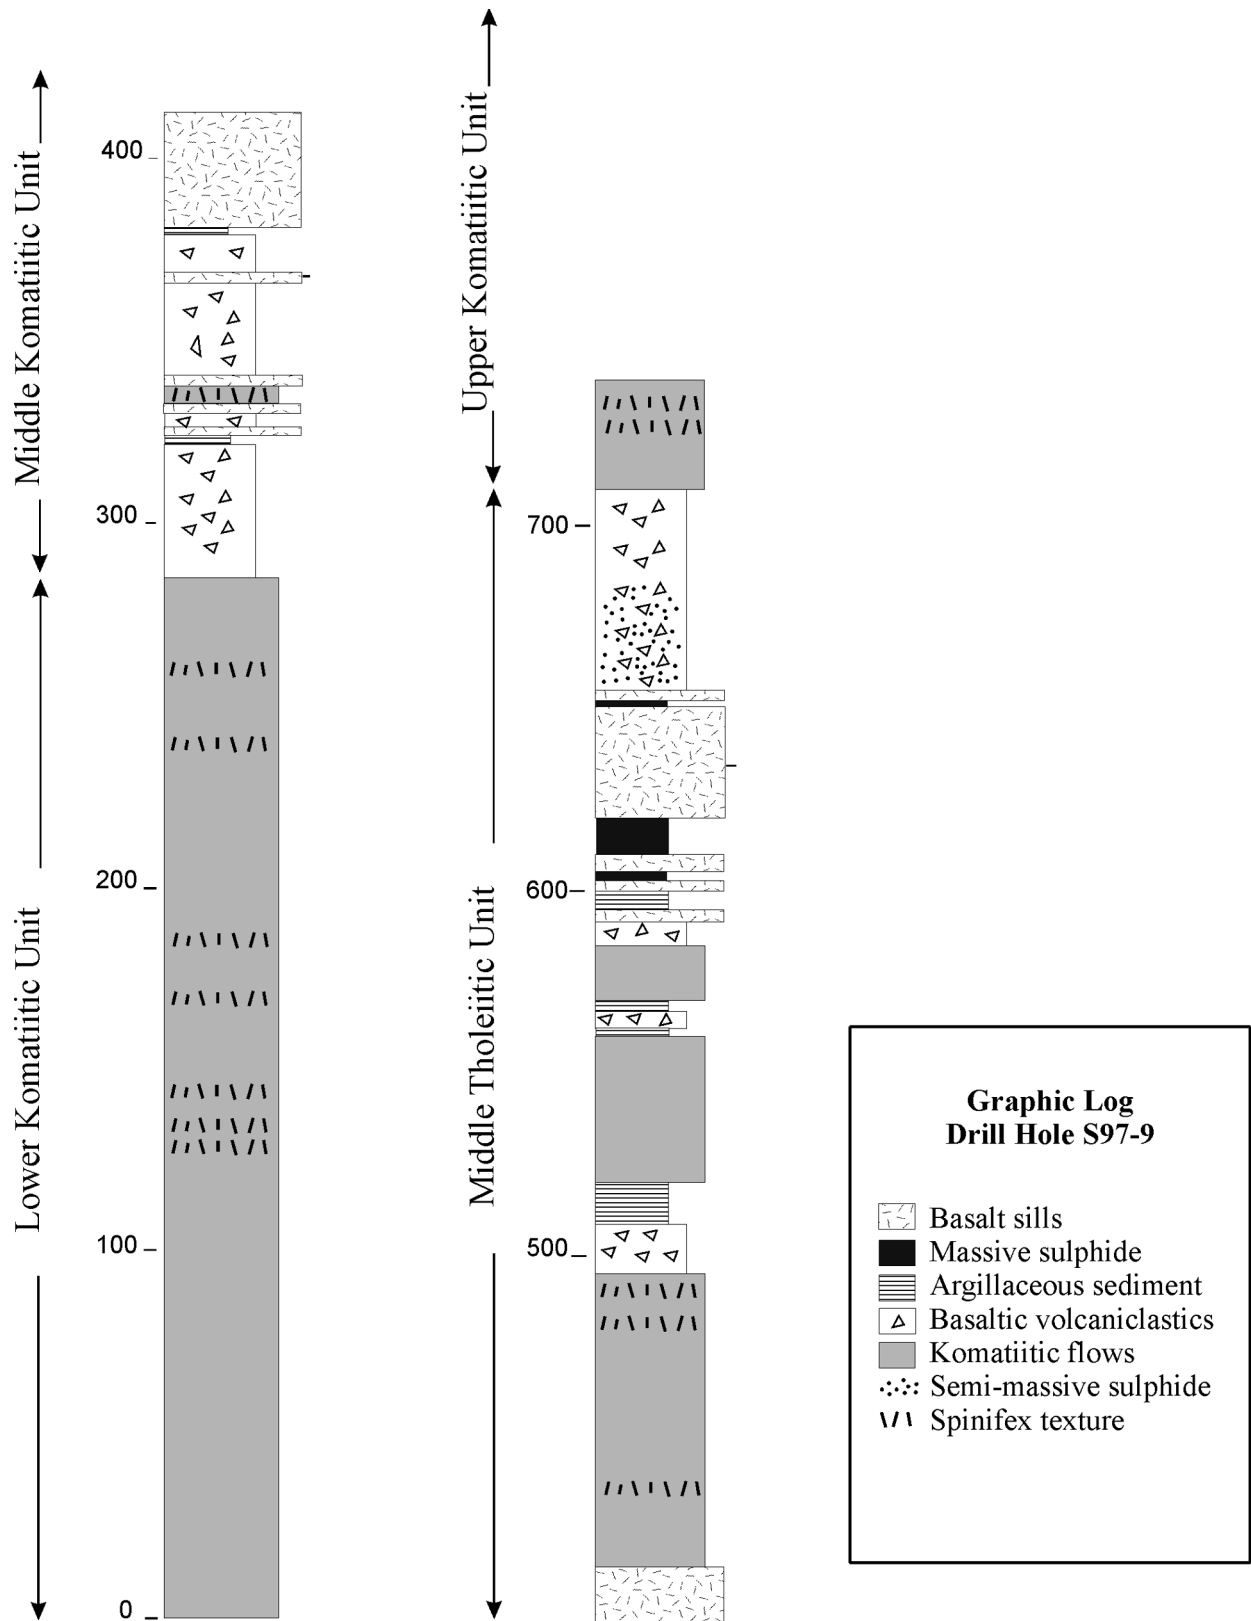 Middle Komatiitic Unit
Lower Komatiitic Unit
400
300
200
100
0
Upper Komatiitic Unit
Middle Tholeiitic Unit
700
600
500
Graphic Log
Drill Hole S97-9
Basalt sills
Massive sulphide
Argillaceous sediment
Basaltic volcaniclastics
Komatiitic flows
Semi-massive sulphide
Spinifex texture